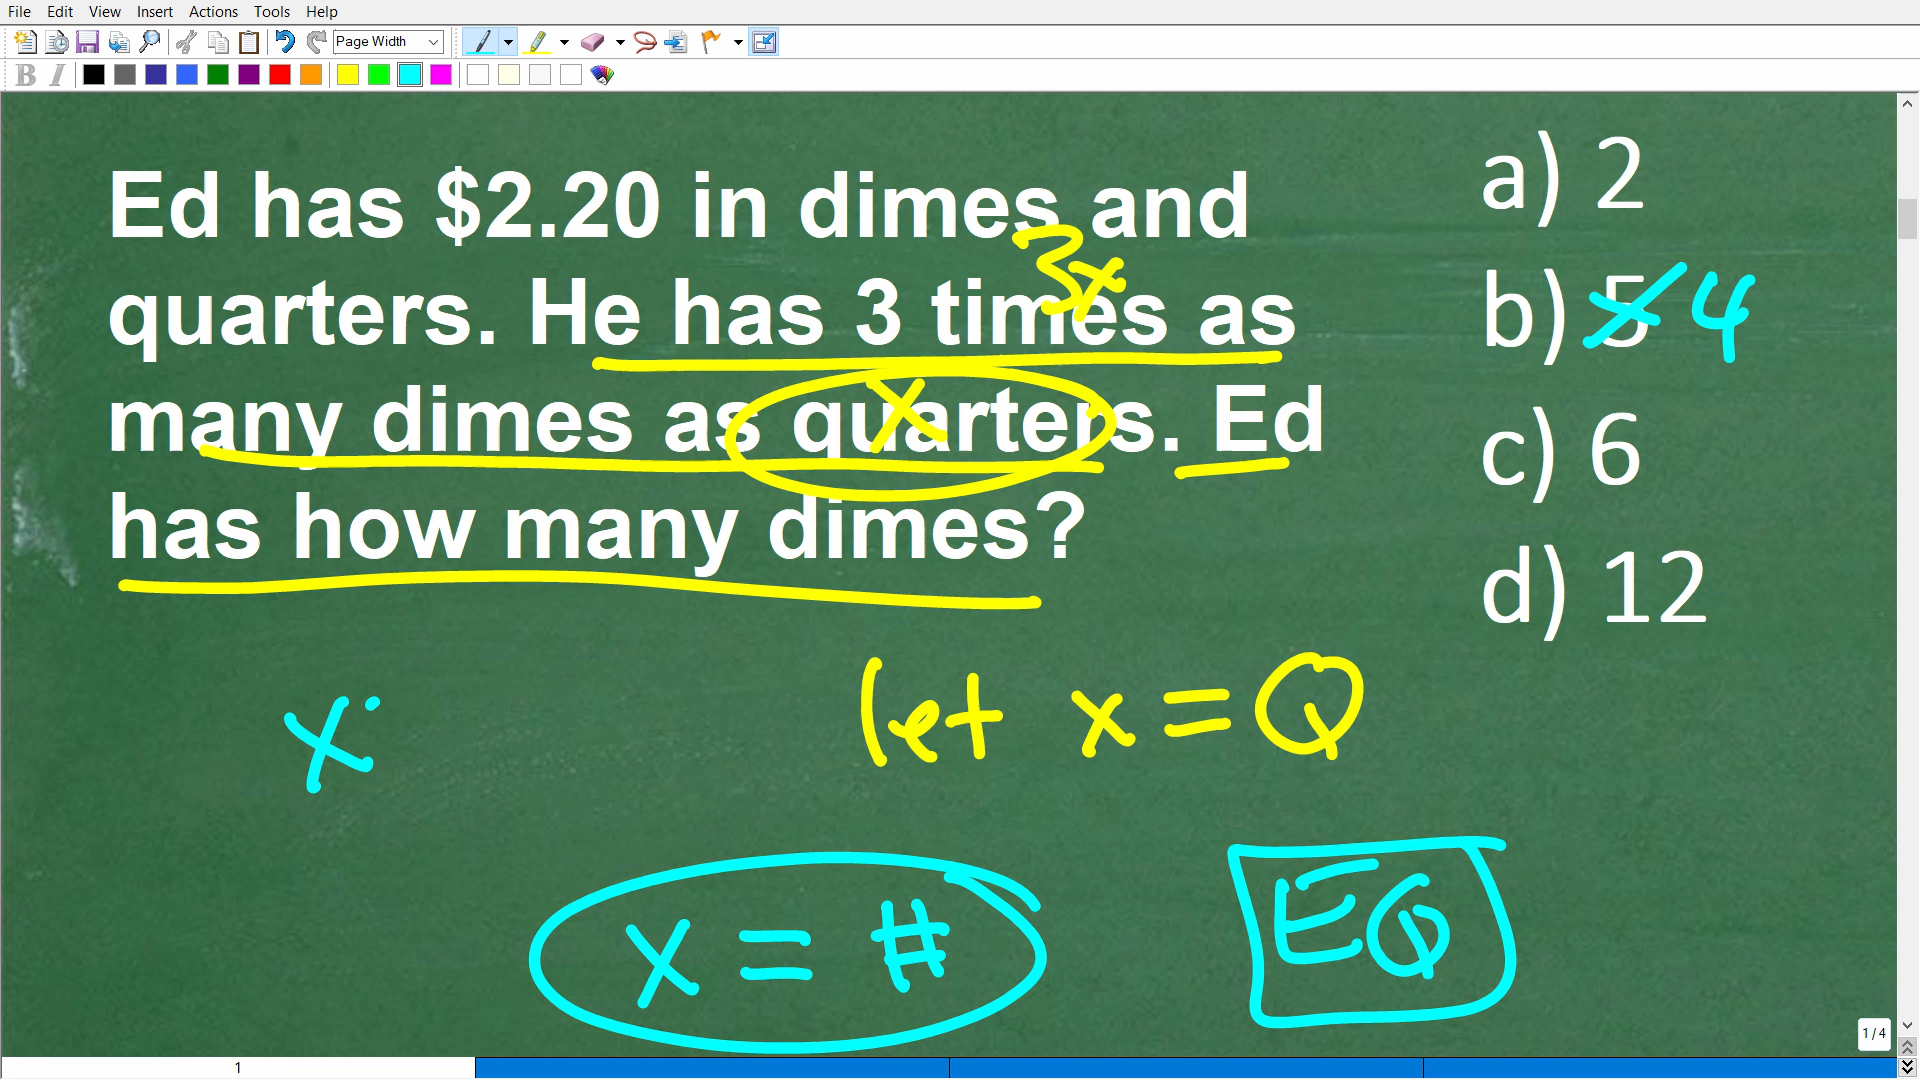 File Edit View Insert Actions Tools Help
Page Width
B I
Ed has $2.20 in dimes and
3x
quarters. He has 3 times as
x
many dimes as quarters. Ed
has how many dimes?
a) 2
b) 5 4
c) 6
d) 12
x
let x = Q
x = #
EQ
1 / 4
1